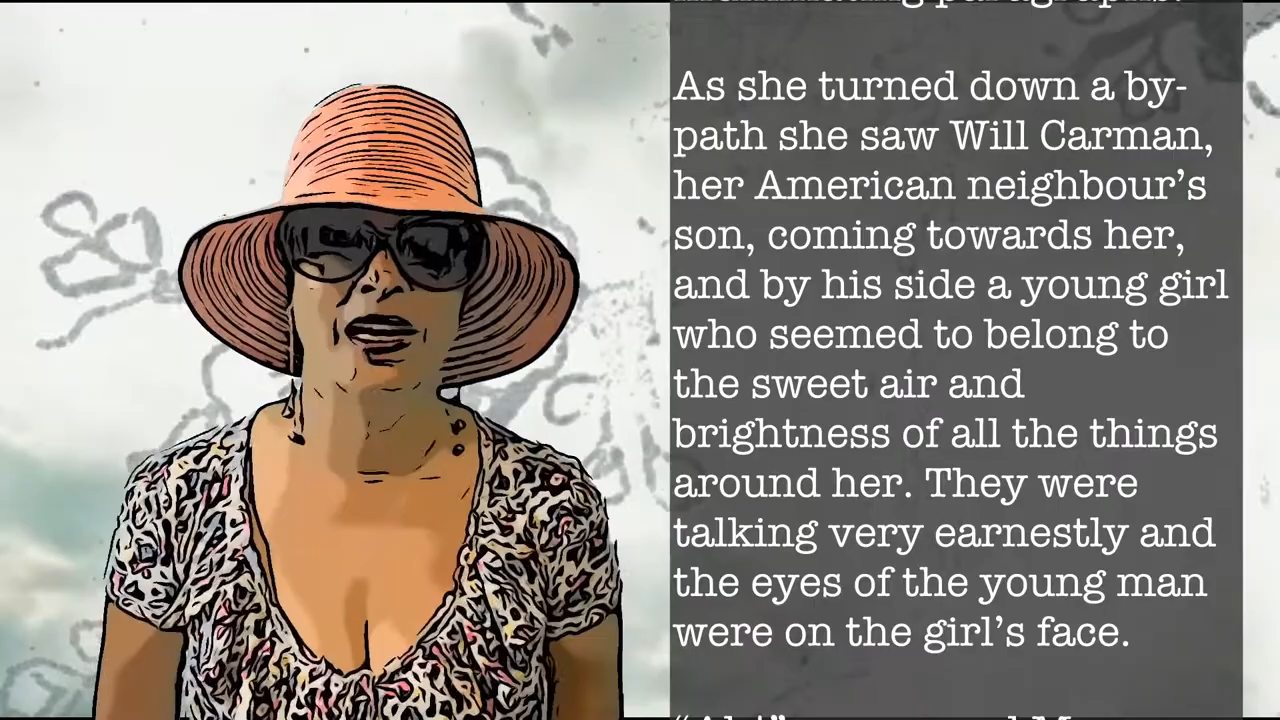 As she turned down a by-
path she saw Will Carman,
her American neighbour's
son, coming towards her,
and by his side a young girl
who seemed to belong to
the sweet air and
brightness of all the things
around her. They were
talking very earnestly and
the eyes of the young man
were on the girl's face.